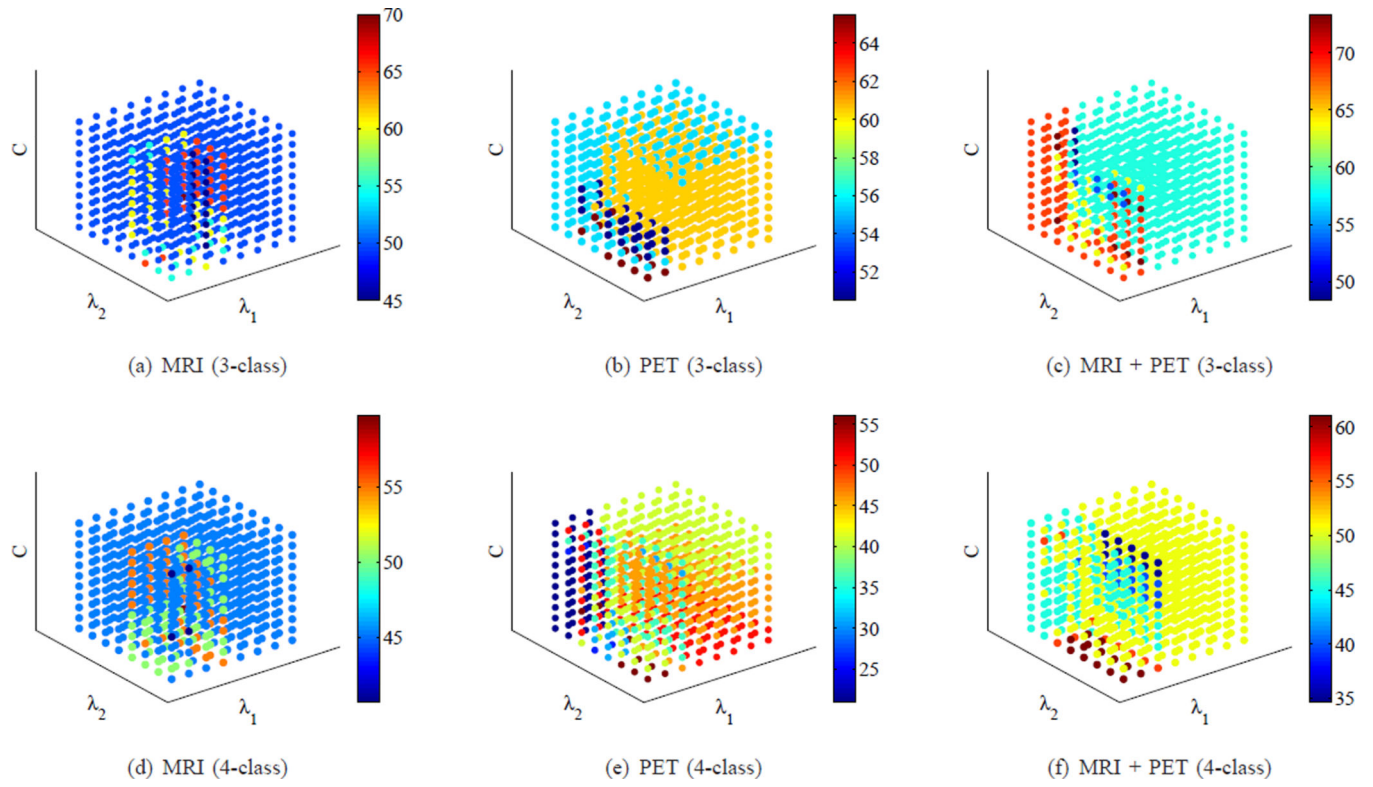 C
λ2
λ1
70
65
60
55
50
45
(a) MRI (3-class)
C
λ2
λ1
64
62
60
58
56
54
52
(b) PET (3-class)
C
λ2
λ1
70
65
60
55
50
(c) MRI + PET (3-class)
C
λ2
λ1
55
50
45
(d) MRI (4-class)
C
λ2
λ1
55
50
45
40
35
30
25
(e) PET (4-class)
C
λ2
λ1
60
55
50
45
40
35
(f) MRI + PET (4-class)